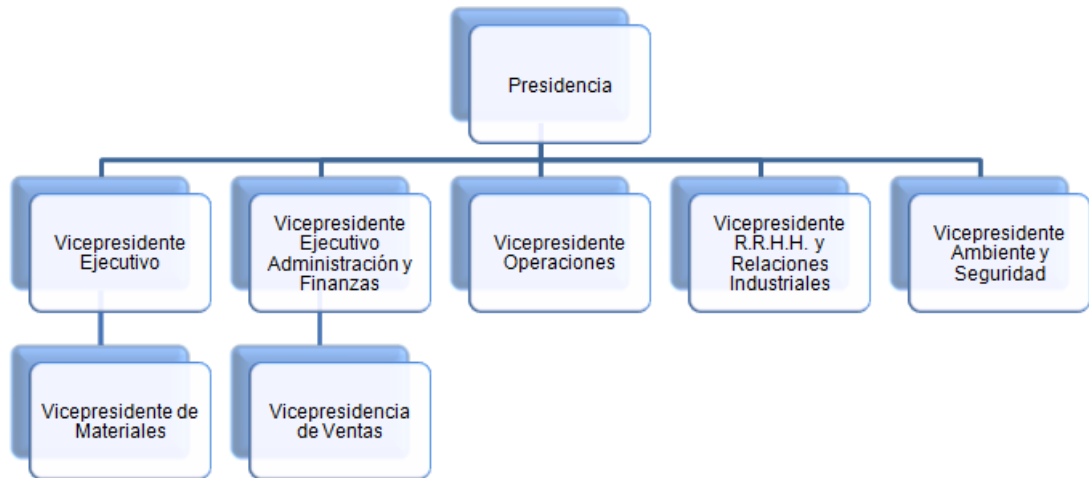 Presidencia
Vicepresidente
Ejecutivo
Vicepresidente
Ejecutivo
Administración y
Finanzas
Vicepresidente
Operaciones
Vicepresidente
R.R.H.H. y
Relaciones
Industriales
Vicepresidente
Ambiente y
Seguridad
Vicepresidente de
Materiales
Vicepresidencia
de Ventas